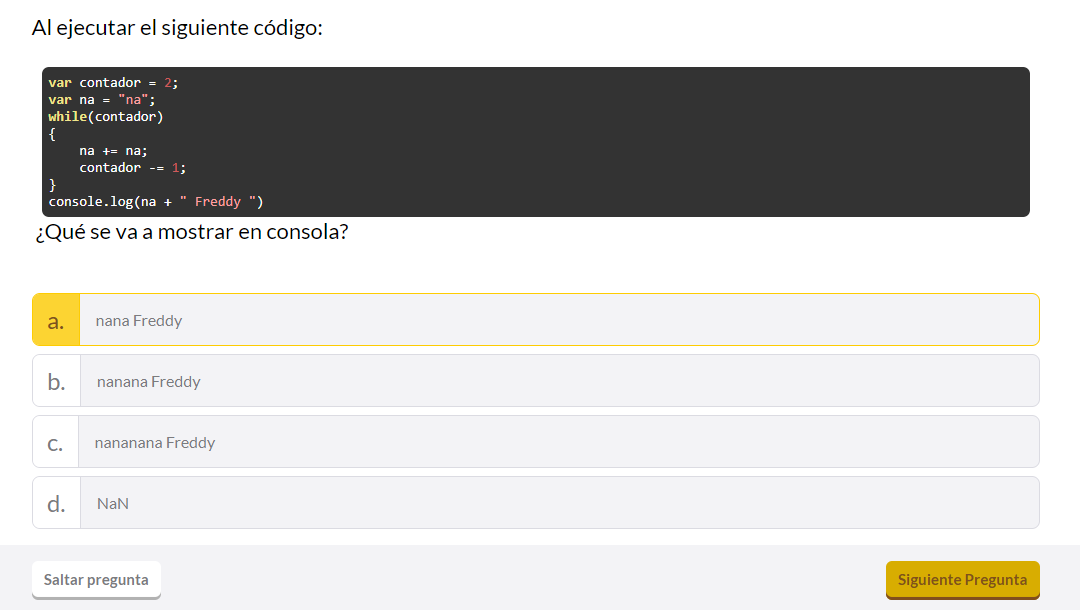 Al ejecutar el siguiente código:
var contador = 2;
var na = "na";
while(contador)
{
    na += na;
    contador -= 1;
}
console.log(na + " Freddy ")
¿Qué se va a mostrar en consola?
a. nana Freddy
b. nanana Freddy
c. nananana Freddy
d. NaN
Saltar pregunta
Siguiente Pregunta